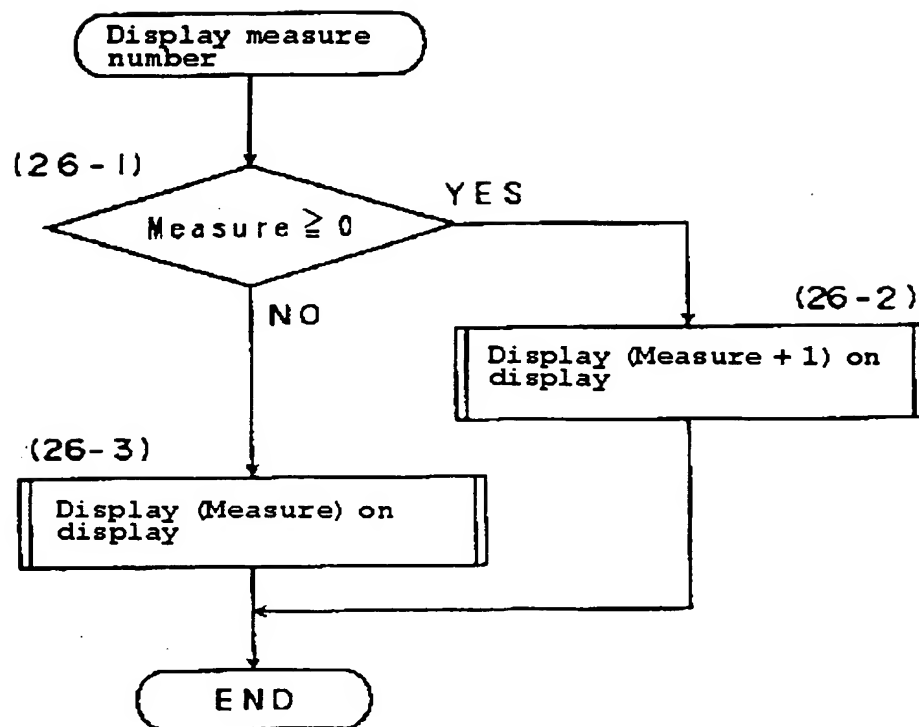 Display measure
number
(26-1)
Measure ≧ 0
YES
NO
(26-2)
Display (Measure + 1) on
display
(26-3)
Display (Measure) on
display
END